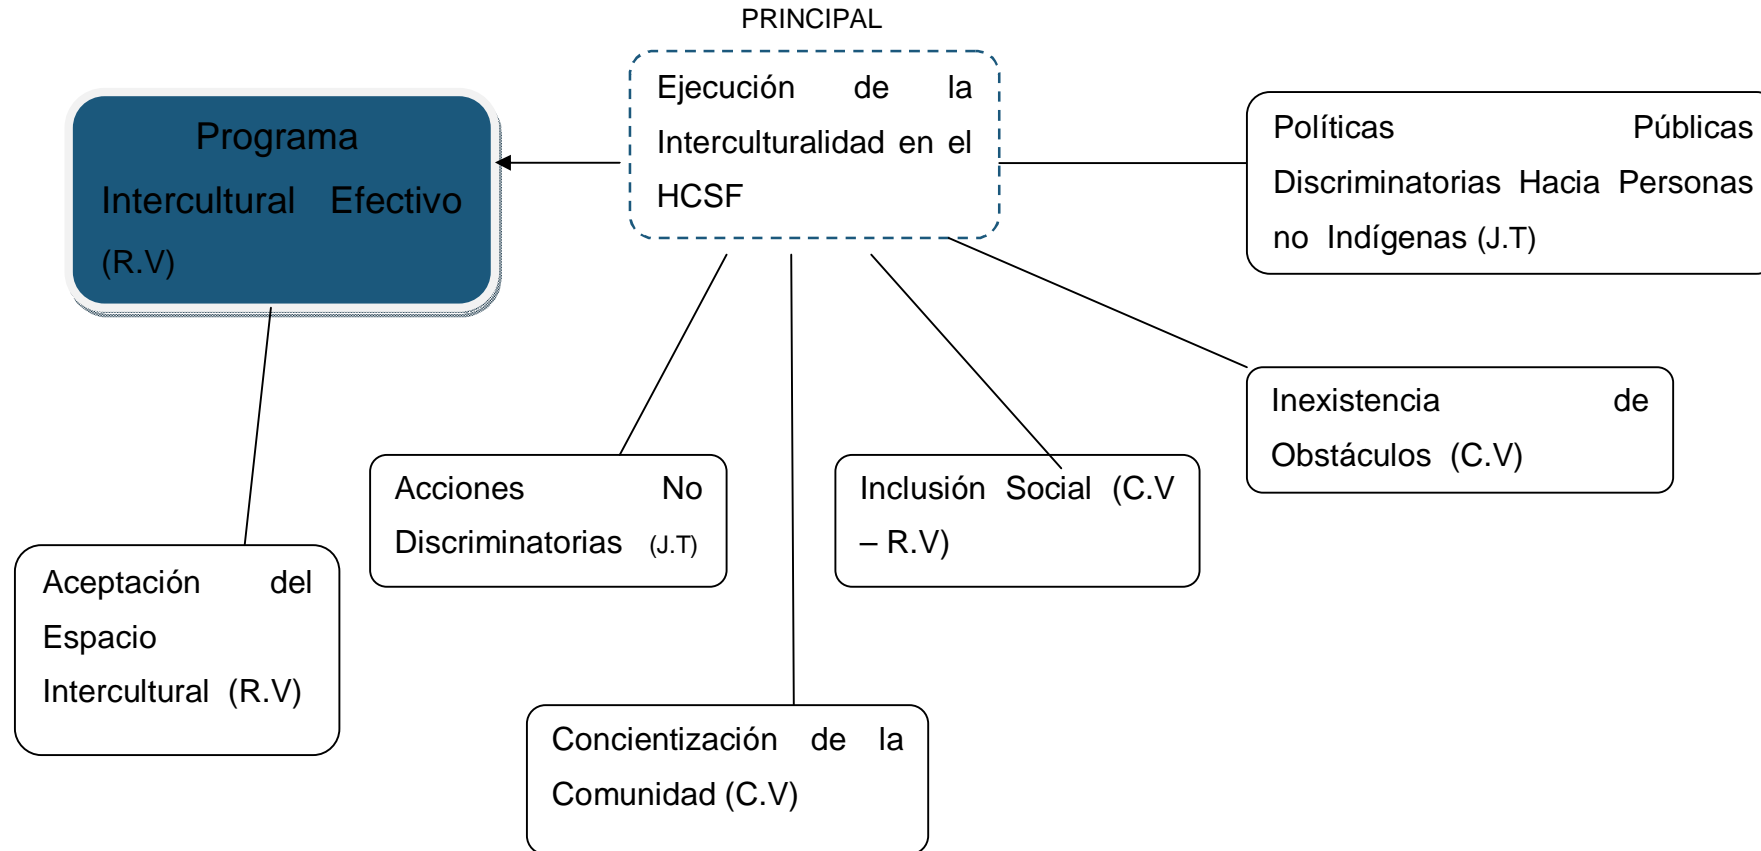 PRINCIPAL
Ejecución de la
Interculturalidad en el
HCSF
Programa
Intercultural Efectivo
(R.V)
Políticas Públicas
Discriminatorias Hacia Personas
no Indígenas (J.T)
Inexistencia de
Obstáculos (C.V)
Acciones No
Discriminatorias (J.T)
Inclusión Social (C.V
– R.V)
Aceptación del
Espacio
Intercultural (R.V)
Concientización de la
Comunidad (C.V)